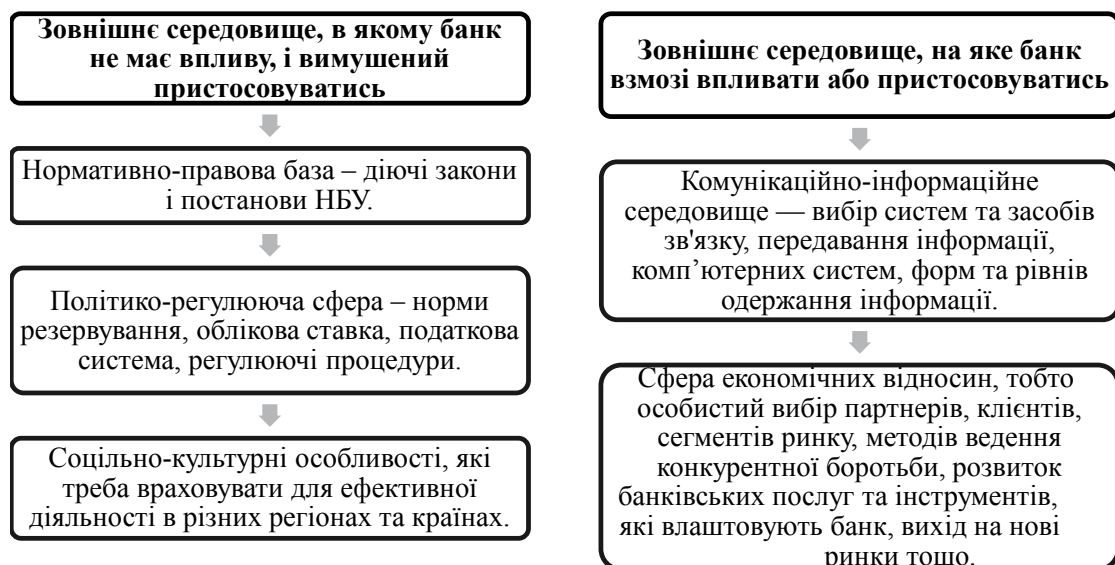 Зовнішнє середовище, в якому банк
не має впливу, і вимушений
пристосовуватись
Нормативно-правова база – діючі закони
і постанови НБУ.
Політико-регулююча сфера – норми
резервування, облікова ставка, податкова
система, регулюючі процедури.
Соцільно-культурні особливості, які
треба враховувати для ефективної
діяльності в різних регіонах та країнах.
Зовнішнє середовище, на яке банк
взмозі впливати або пристосовуватись
Комунікаційно-інформаційне
середовище — вибір систем та засобів
зв'язку, передавання інформації,
комп’ютерних систем, форм та рівнів
одержання інформації.
Сфера економічних відносин, тобто
особистий вибір партнерів, клієнтів,
сегментів ринку, методів ведення
конкурентної боротьби, розвиток
банківських послуг та інструментів,
які влаштовують банк, вихід на нові
ринки тощо.